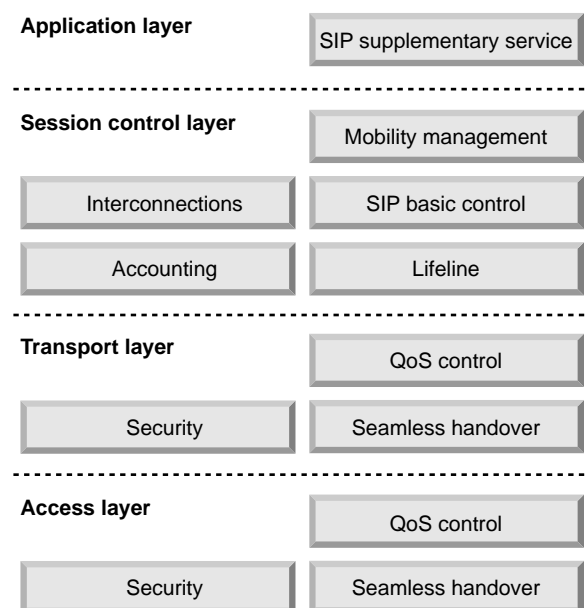 Application layer
SIP supplementary service
Session control layer
Mobility management
Interconnections
SIP basic control
Accounting
Lifeline
Transport layer
QoS control
Security
Seamless handover
Access layer
QoS control
Security
Seamless handover